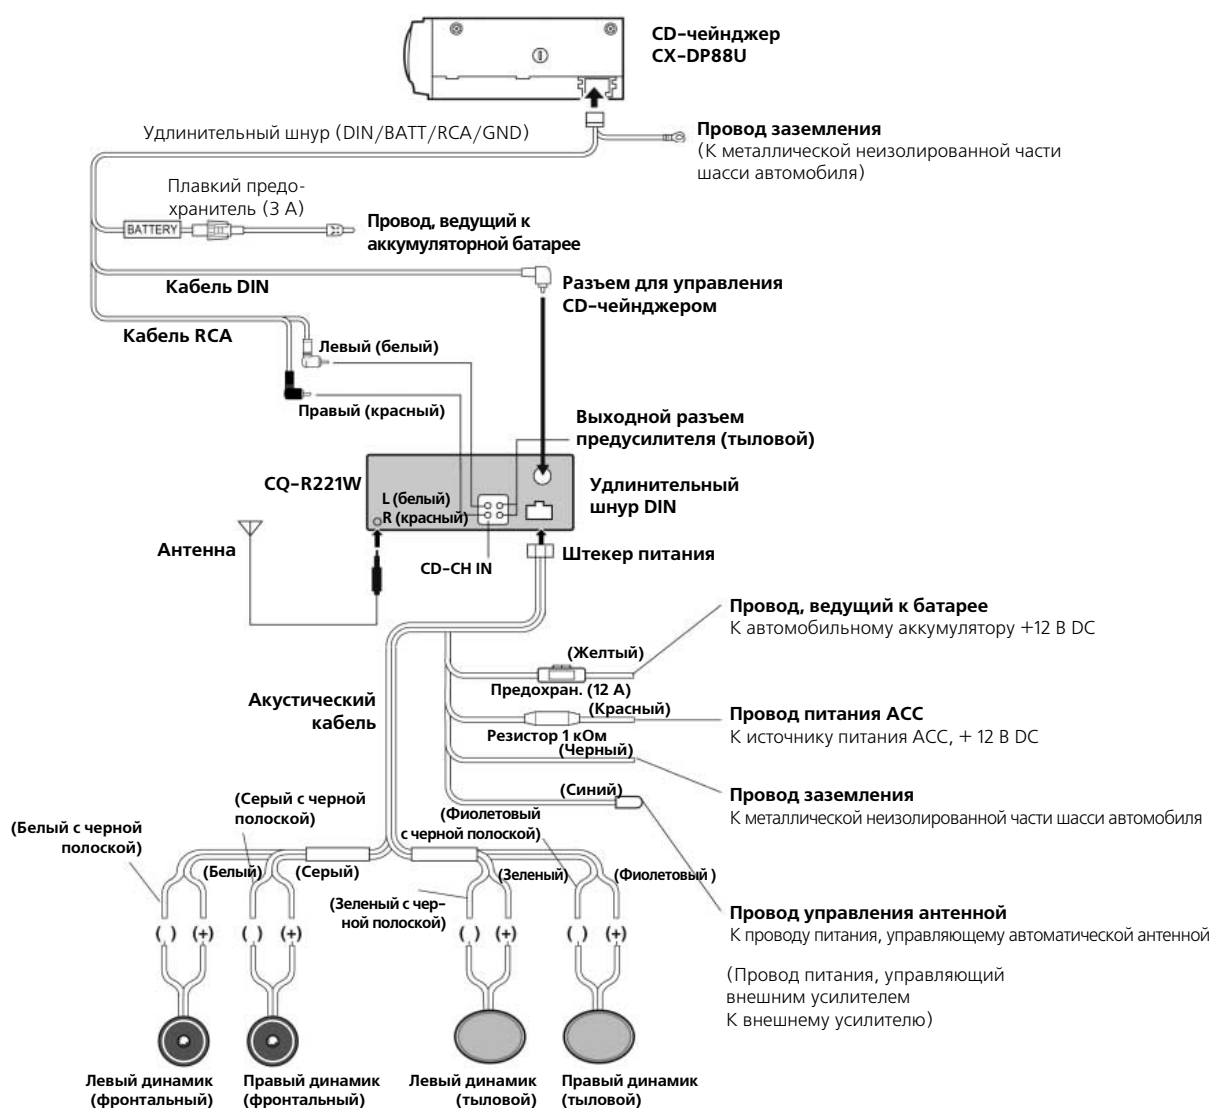 CD-чейнджер
CX-DP88U
Удлинительный шнур (DIN/BATT/RCA/GND)
Провод заземления
(К металлической неизолированной части
шасси автомобиля)
Плавкий предо-
хранитель (3 А)
BATTERY
Провод, ведущий к
аккумуляторной батарее
Кабель DIN
Разъем для управления
CD-чейнджером
Кабель RCA
Левый (белый)
Правый (красный)
Выходной разъем
предусилителя (тыловой)
CQ-R221W
L (белый)
R (красный)
Удлинительный
шнур DIN
Антенна
CD-CH IN
Штекер питания
Провод, ведущий к батарее
К автомобильному аккумулятору +12 В DC
(Желтый)
Предохран. (12 А)
Акустический
кабель
(Красный)
Резистор 1 кОм
Провод питания ACC
К источнику питания ACC, + 12 В DC
(Черный)
(Синий)
Провод заземления
К металлической неизолированной части шасси автомобиля
(Серый с черной
полоской)
(Фиолетовый
с черной полоской)
(Белый с черной
полоской)
(Белый)
(Серый)
(Зеленый)
(Фиолетовый )
(Зеленый с чер-
ной полоской)
Провод управления антенной
К проводу питания, управляющему автоматической антенной
( ) (+) ( ) (+) ( ) (+) ( ) (+)
(Провод питания, управляющий
внешним усилителем
К внешнему усилителю)
Левый динамик
(фронтальный)
Правый динамик
(фронтальный)
Левый динамик
(тыловой)
Правый динамик
(тыловой)